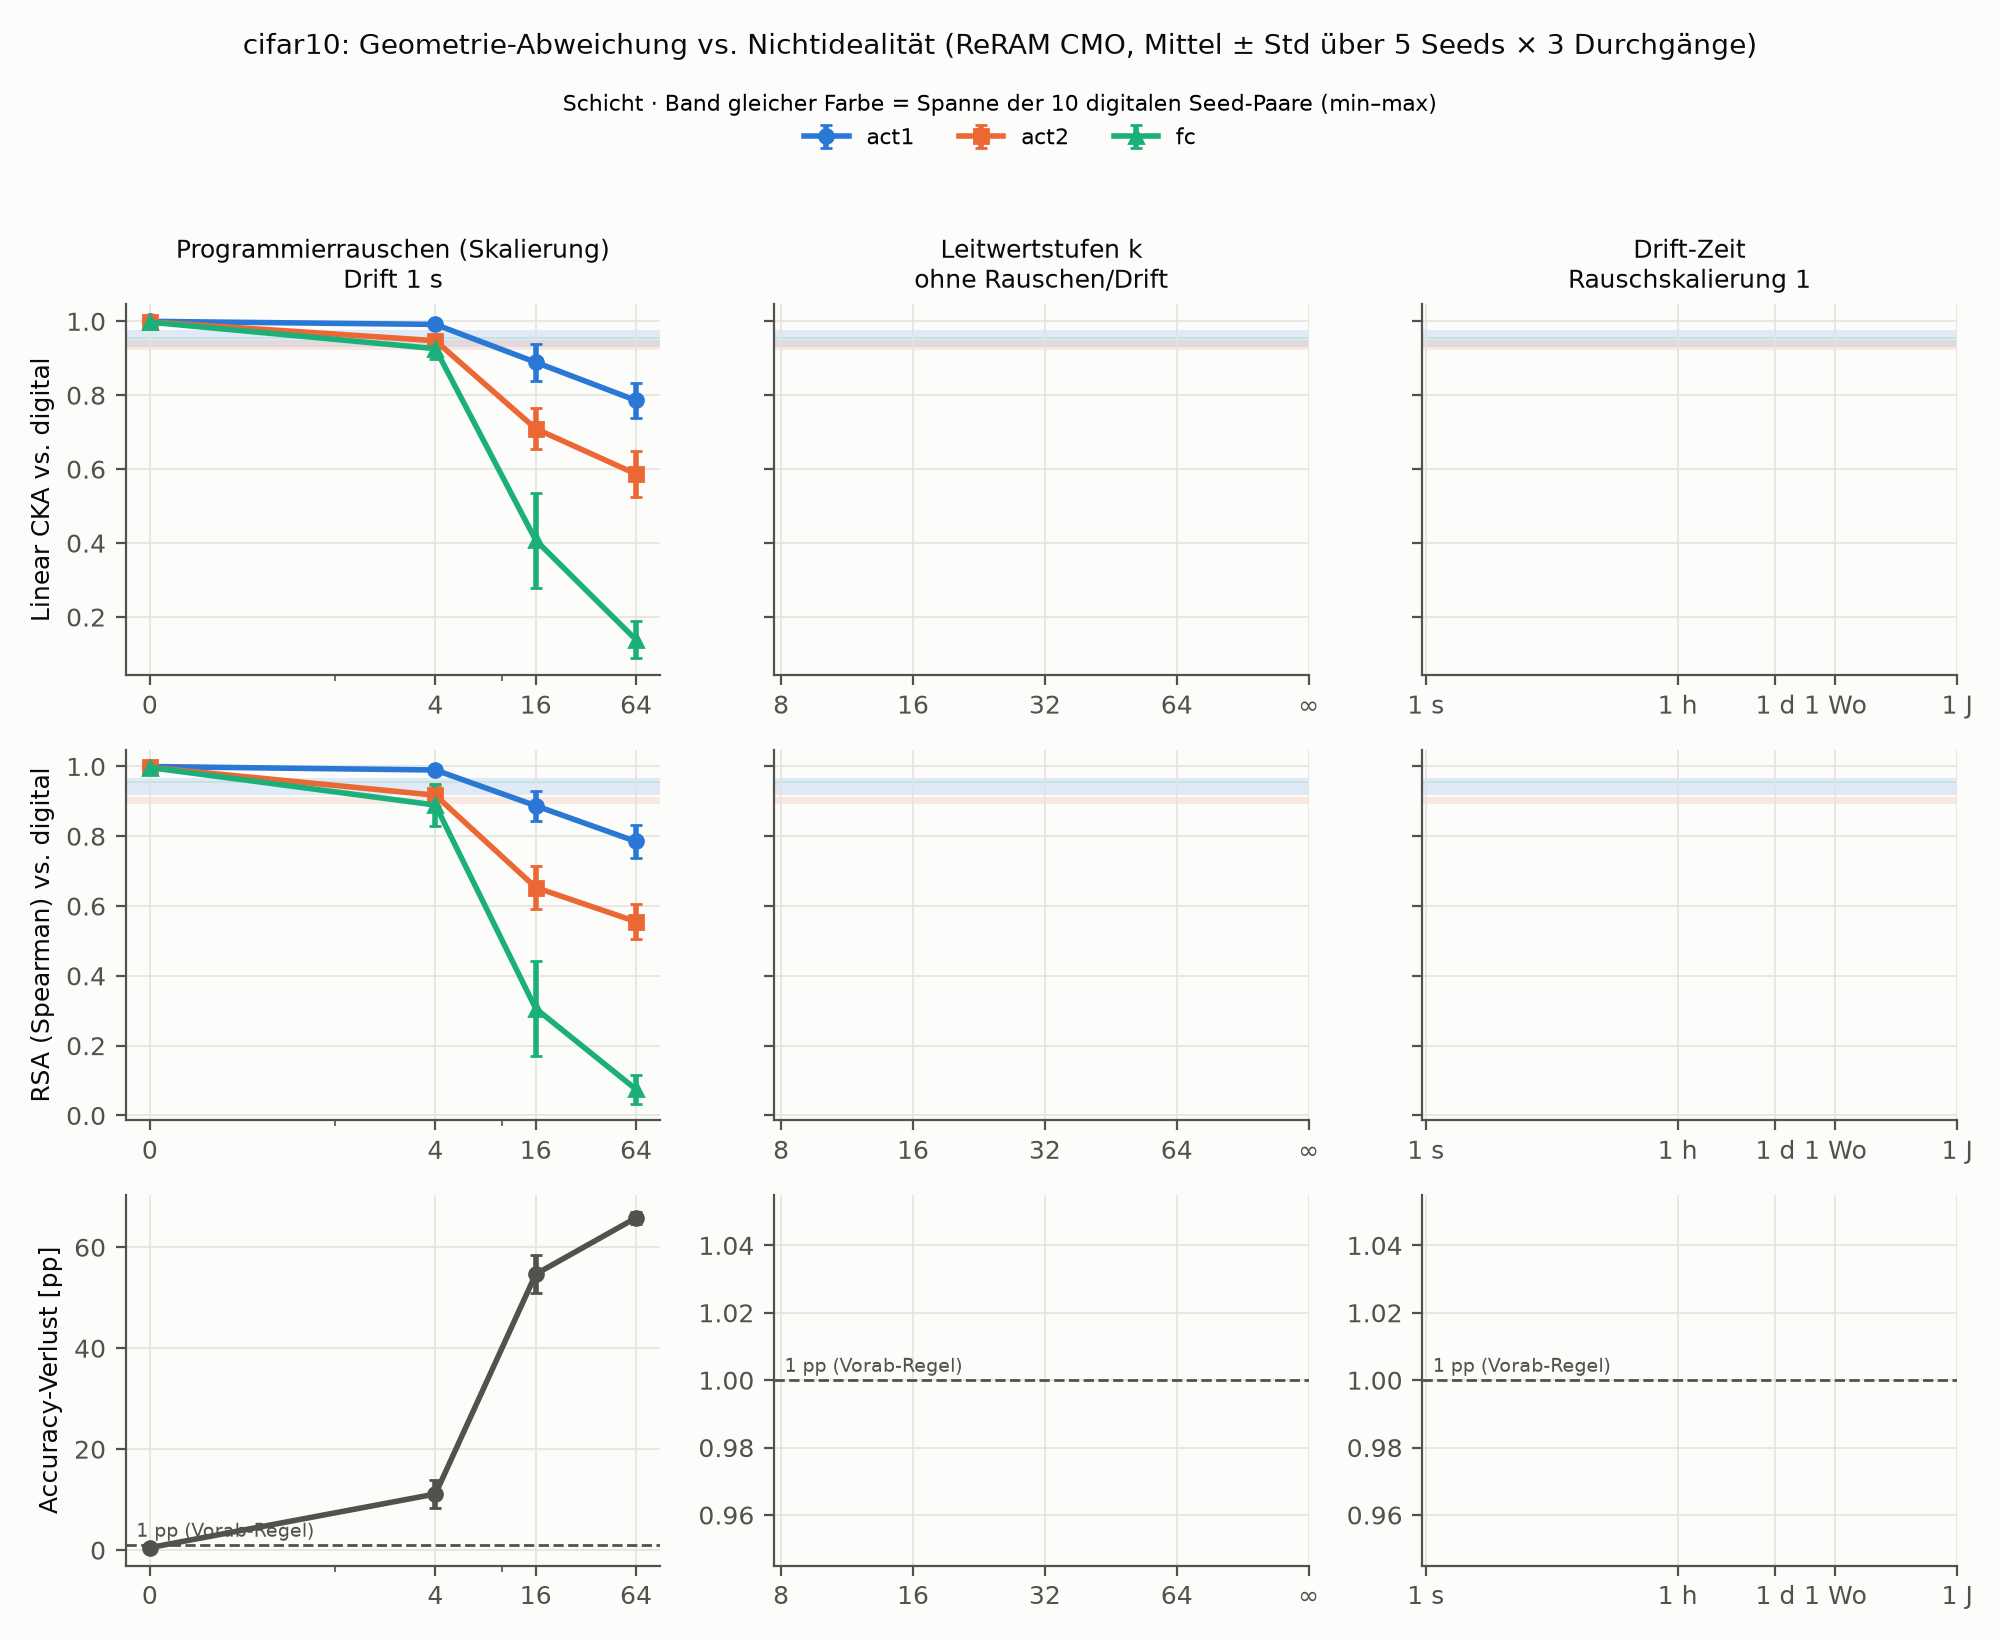 cifar10: Geometrie-Abweichung vs. Nichtidealität (ReRAM CMO, Mittel ± Std über 5 Seeds × 3 Durchgänge)
Schicht · Band gleicher Farbe = Spanne der 10 digitalen Seed-Paare (min–max)
act1 act2 fc
Programmierrauschen (Skalierung)
Drift 1 s
Leitwertstufen k
ohne Rauschen/Drift
Drift-Zeit
Rauschskalierung 1
Linear CKA vs. digital
1.0
0.8
0.6
0.4
0.2
0 4 16 64
8 16 32 64 ∞
1 s 1 h 1 d 1 Wo 1 J
RSA (Spearman) vs. digital
1.0
0.8
0.6
0.4
0.2
0.0
0 4 16 64
8 16 32 64 ∞
1 s 1 h 1 d 1 Wo 1 J
Accuracy-Verlust [pp]
60
40
20
0
1 pp (Vorab-Regel)
0 4 16 64
1.04
1.02
1.00
0.98
0.96
1 pp (Vorab-Regel)
8 16 32 64 ∞
1.04
1.02
1.00
0.98
0.96
1 pp (Vorab-Regel)
1 s 1 h 1 d 1 Wo 1 J